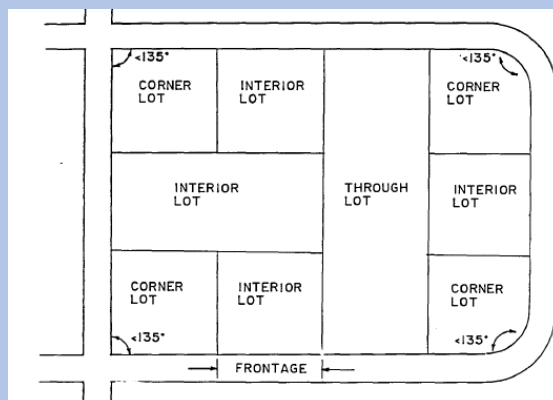 <135°
<135°
CORNER
LOT
INTERIOR
LOT
CORNER
LOT
INTERIOR
LOT
THROUGH
LOT
INTERIOR
LOT
CORNER
LOT
INTERIOR
LOT
CORNER
LOT
<135°
<135°
FRONTAGE